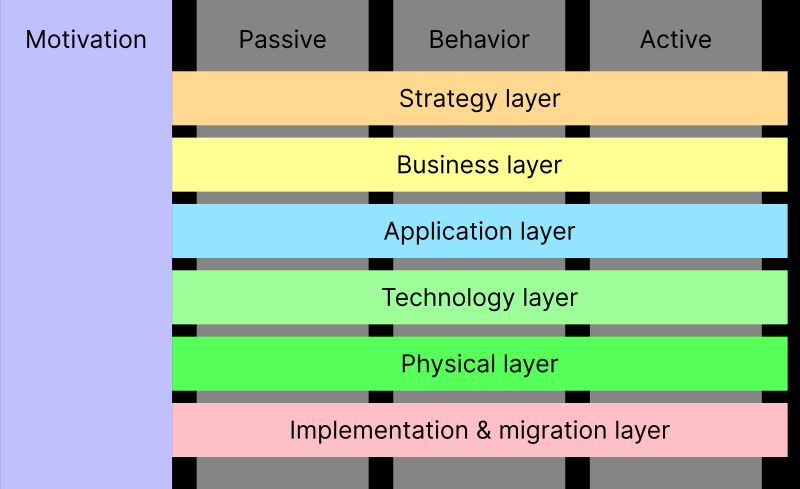 Motivation
Passive
Behavior
Active
Strategy layer
Business layer
Application layer
Technology layer
Physical layer
Implementation & migration layer